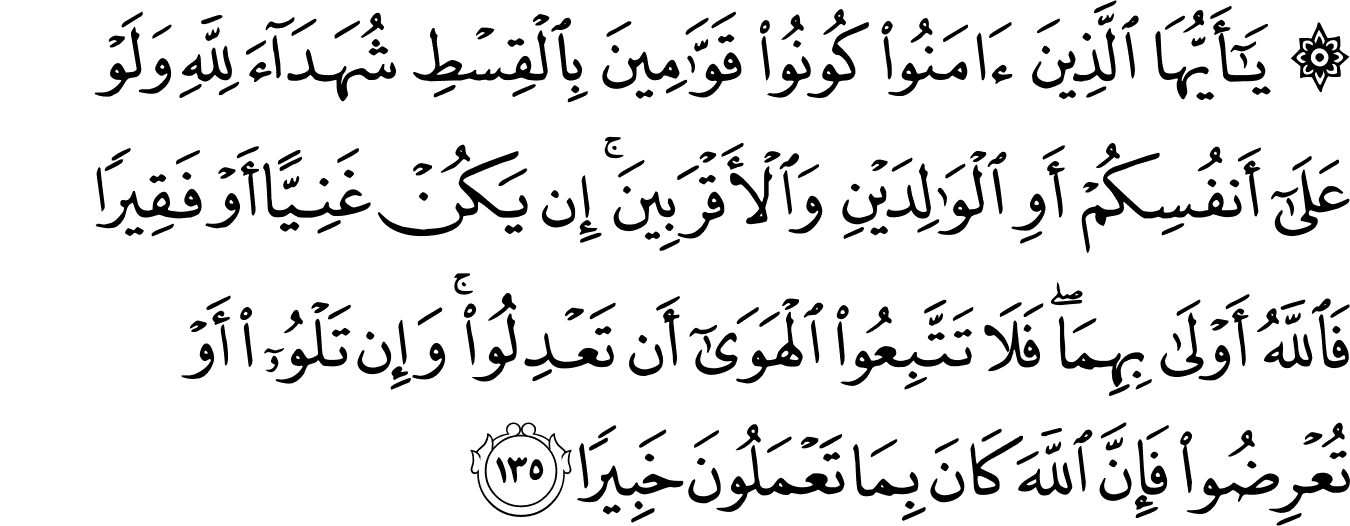 ۞ يَـٰٓأَيُّهَا ٱلَّذِينَ ءَامَنُوا۟ كُونُوا۟ قَوَّٰمِينَ بِٱلْقِسْطِ شُهَدَآءَ لِلَّهِ وَلَوْ
عَلَىٰٓ أَنفُسِكُمْ أَوِ ٱلْوَٰلِدَيْنِ وَٱلْأَقْرَبِينَ ۚ إِن يَكُنْ غَنِيًّا أَوْ فَقِيرًا
فَٱللَّهُ أَوْلَىٰ بِهِمَا ۖ فَلَا تَتَّبِعُوا۟ ٱلْهَوَىٰٓ أَن تَعْدِلُوا۟ ۚ وَإِن تَلْوُۥٓا۟ أَوْ
تُعْرِضُوا۟ فَإِنَّ ٱللَّهَ كَانَ بِمَا تَعْمَلُونَ خَبِيرًا ١٣٥